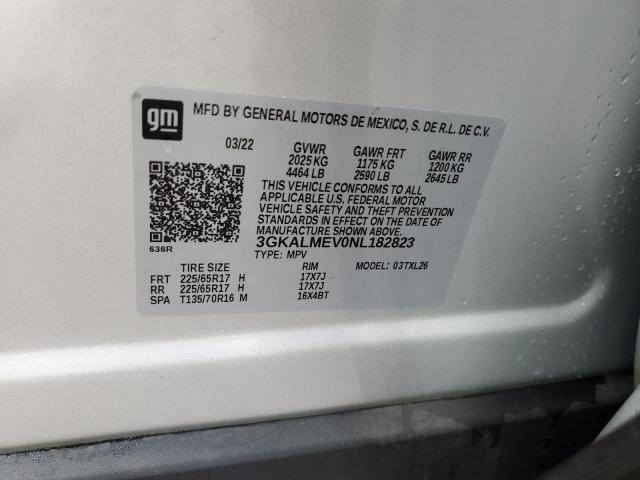 gm
MFD BY GENERAL MOTORS DE MEXICO, S. DE R.L. DE C.V.
03/22 GVWR GAWR FRT GAWR RR
2025 KG 1175 KG 1200 KG
4464 LB 2590 LB 2645 LB
THIS VEHICLE CONFORMS TO ALL
APPLICABLE U.S. FEDERAL MOTOR
VEHICLE SAFETY AND THEFT PREVENTION
STANDARDS IN EFFECT ON THE DATE OF
MANUFACTURE SHOWN ABOVE.
3GKALMEV0NL182823
636R
TYPE: MPV MODEL: 03TXL26
TIRE SIZE RIM
FRT 225/65R17 H 17X7J
RR 225/65R17 H 17X7J
SPA T135/70R16 M 16X4BT